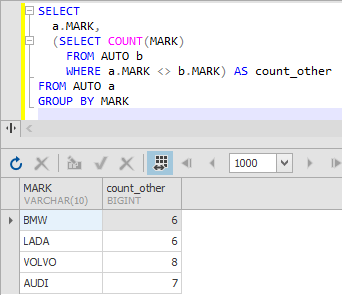 SELECT
a.MARK,
(SELECT COUNT(MARK)
FROM AUTO b
WHERE a.MARK <> b.MARK) AS count_other
FROM AUTO a
GROUP BY MARK
1000
MARK count_other
VARCHAR(10) BIGINT
BMW 6
LADA 6
VOLVO 8
AUDI 7